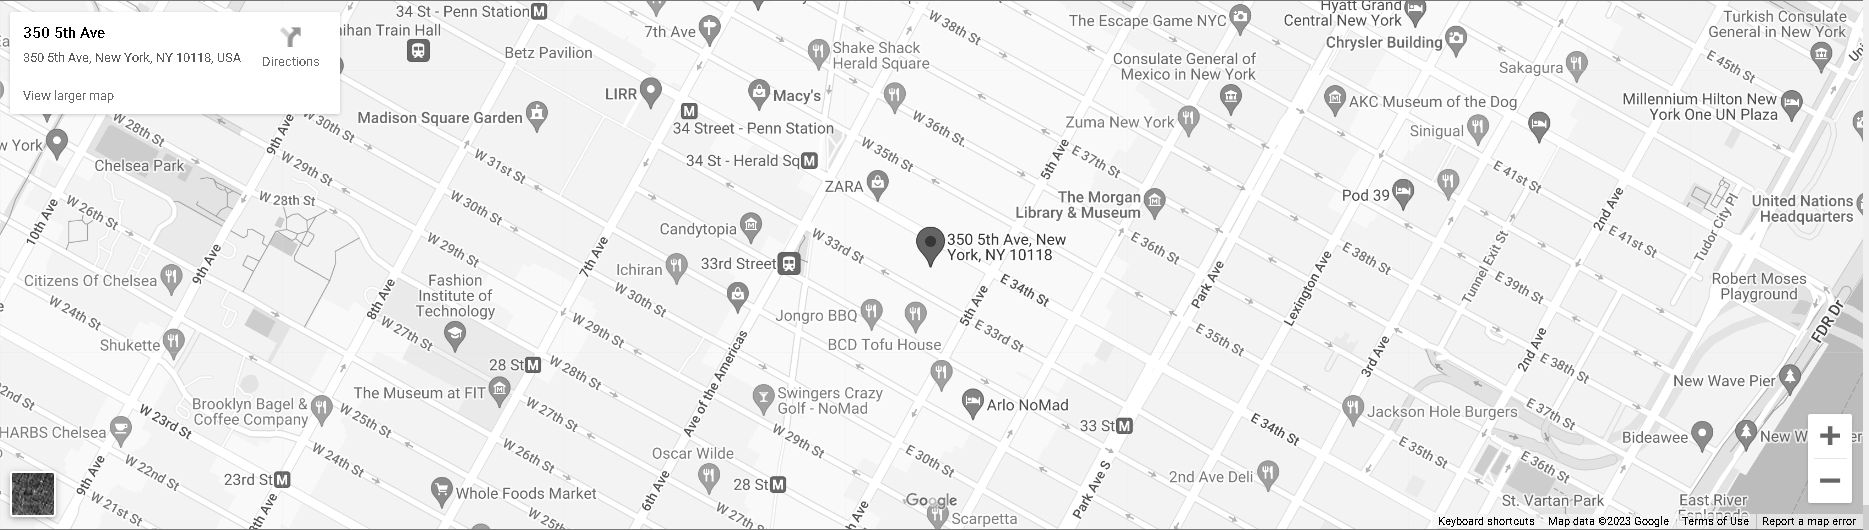 350 5th Ave
350 5th Ave, New York, NY 10118, USA
Directions
View larger map
34 St - Penn Station
ihan Train Hall
Betz Pavilion
7th Ave
Shake Shack
Herald Square
W 38th St
The Escape Game NYC
Hyatt Grand
Central New York
Chrysler Building
Turkish Consulate
General in New York
Consulate General of
Mexico in New York
Sakagura
E 45th St
LIRR
Macy's
Madison Square Garden
34 Street - Penn Station
W 36th St
Zuma New York
AKC Museum of the Dog
Sinigual
Millennium Hilton New
York One UN Plaza
W 28th St
9th Ave
W 30th St
w York
Chelsea Park
W 29th St
W 31st St
34 St - Herald Sq
W 35th St
5th Ave
E 37th St
E 41st St
ZARA
The Morgan
Library & Museum
Pod 39
2nd Ave
Tudor City Pl
United Nations
Headquarters
10th Ave
W 26th St
W 28th St
W 30th St
Candytopia
W 33rd St
350 5th Ave, New
York, NY 10118
E 36th St
E 38th St
E 41st St
Citizens Of Chelsea
9th Ave
W 29th St
7th Ave
Ichiran
33rd Street
Park Ave
Lexington Ave
Tunnel Exit St
E 39th St
Robert Moses
Playground
Fashion
Institute of
Technology
8th Ave
W 30th St
E 34th St
5th Ave
W 24th St
Shukette
W 27th St
W 29th St
Jongro BBQ
BCD Tofu House
E 33rd St
E 35th St
3rd Ave
2nd Ave
E 38th St
FDR Dr
28 St
W 28th St
Ave of the Americas
The Museum at FIT
Swingers Crazy
Golf - NoMad
Arlo NoMad
New Wave Pier
2nd St
W 23rd St
Brooklyn Bagel &
Coffee Company
W 25th St
W 27th St
W 29th St
33 St
E 34th St
Jackson Hole Burgers
E 37th St
HARBS Chelsea
W 22nd St
W 24th St
W 26th St
Oscar Wilde
E 30th St
E 35th St
Bideawee
New W
er
9th Ave
W 21st St
23rd St
8th Ave
Whole Foods Market
W 25th
6th Ave
28 St
W 27th
Ave
Google
Scarpetta
Park Ave S
2nd Ave Deli
E 36th St
St. Vartan Park
East River
Esplanade
Keyboard shortcuts
Map data ©2023 Google
Terms of Use
Report a map error